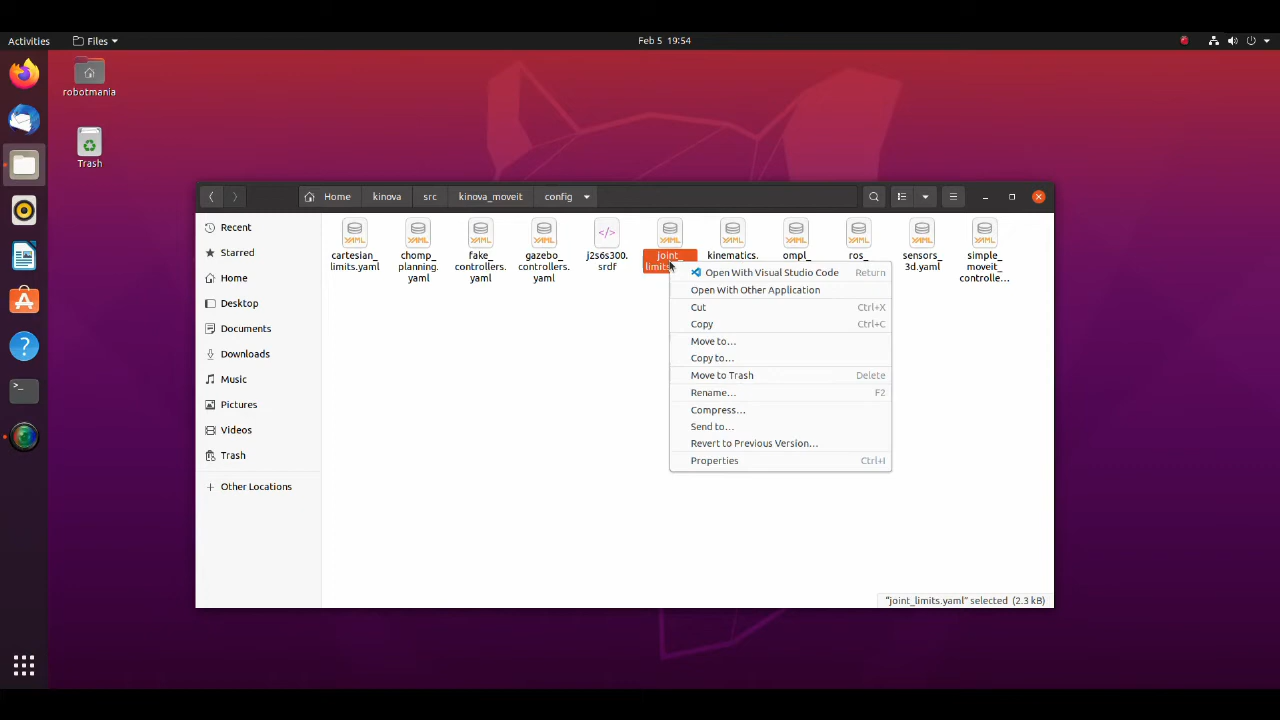 Activities
Files
Feb 5 19:54
robotmania
Trash
Home
kinova
src
kinova_moveit
config
Recent
Starred
Home
Desktop
Documents
Downloads
Music
Pictures
Videos
Trash
+ Other Locations
cartesian_
limits.yaml
chomp_
planning.
yaml
fake_
controllers.
yaml
gazebo_
controllers.
yaml
j2s6s300.
srdf
joint_
kinematics.
ompl_
ros_
sensors_
3d.yaml
simple_
moveit_
controlle...
Open With Visual Studio Code Return
Open With Other Application
Cut Ctrl+X
Copy Ctrl+C
Move to...
Copy to...
Move to Trash Delete
Rename... F2
Compress...
Send to...
Revert to Previous Version...
Properties Ctrl+I
"joint_limits.yaml" selected (2.3 kB)